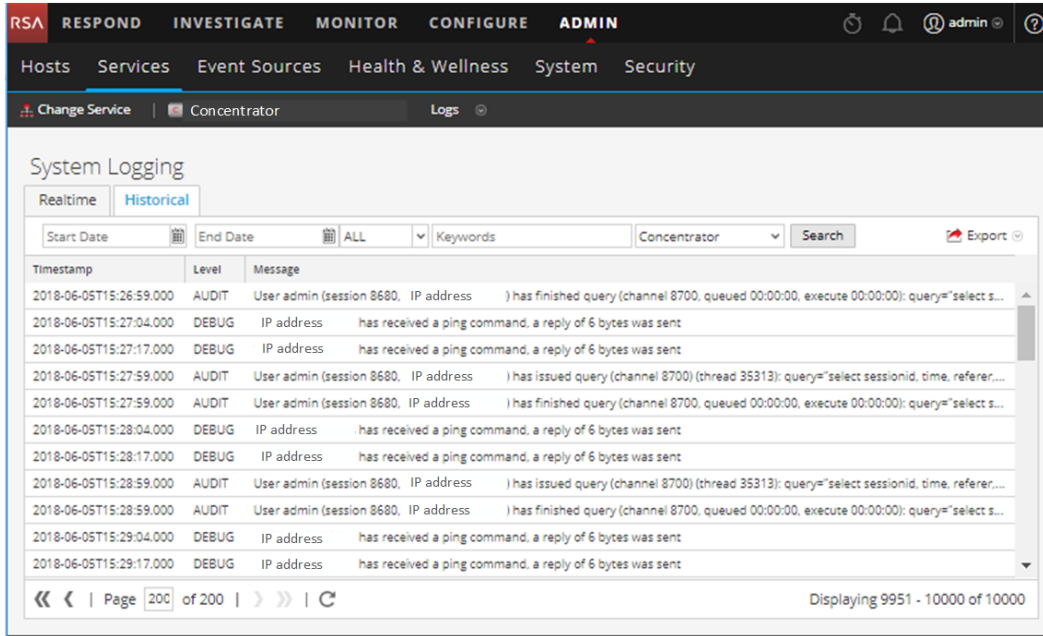 RSA RESPOND INVESTIGATE MONITOR CONFIGURE ADMIN admin ?
Hosts Services Event Sources Health & Wellness System Security
Change Service | C Concentrator Logs
System Logging
Realtime Historical
Start Date End Date ALL Keywords Concentrator Search Export
Timestamp Level Message
2018-06-05T15:26:59.000 AUDIT User admin (session 8680, IP address ) has finished query (channel 8700, queued 00:00:00, execute 00:00:00): query="select s...
2018-06-05T15:27:04.000 DEBUG IP address has received a ping command, a reply of 6 bytes was sent
2018-06-05T15:27:17.000 DEBUG IP address has received a ping command, a reply of 6 bytes was sent
2018-06-05T15:27:59.000 AUDIT User admin (session 8680, IP address ) has issued query (channel 8700) (thread 35313): query="select sessionid, time, referer,...
2018-06-05T15:27:59.000 AUDIT User admin (session 8680, IP address ) has finished query (channel 8700, queued 00:00:00, execute 00:00:00): query="select s...
2018-06-05T15:28:04.000 DEBUG IP address has received a ping command, a reply of 6 bytes was sent
2018-06-05T15:28:17.000 DEBUG IP address has received a ping command, a reply of 6 bytes was sent
2018-06-05T15:28:59.000 AUDIT User admin (session 8680, IP address ) has issued query (channel 8700) (thread 35313): query="select sessionid, time, referer,...
2018-06-05T15:28:59.000 AUDIT User admin (session 8680, IP address ) has finished query (channel 8700, queued 00:00:00, execute 00:00:00): query="select s...
2018-06-05T15:29:04.000 DEBUG IP address has received a ping command, a reply of 6 bytes was sent
2018-06-05T15:29:17.000 DEBUG IP address has received a ping command, a reply of 6 bytes was sent
| Page 200 of 200 | | Displaying 9951 - 10000 of 10000